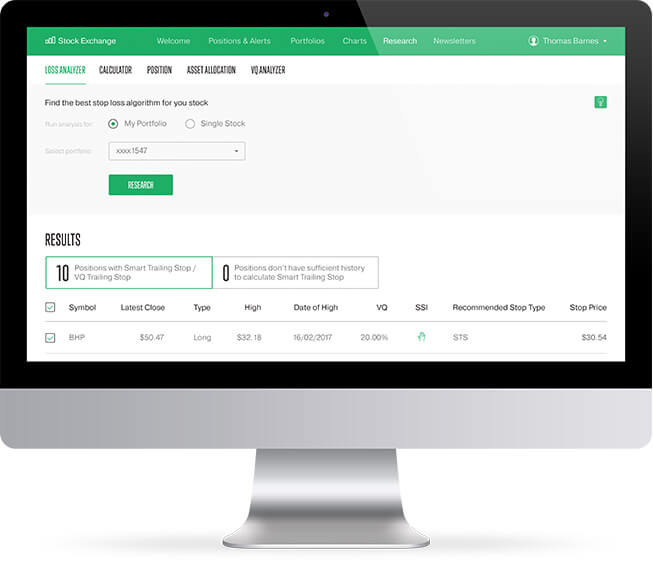 Stock Exchange Welcome Positions & Alerts Portfolios Charts Research Newsletters Thomas Barnes
LOSS ANALYZER CALCULATOR POSITION ASSET ALLOCATION VQ ANALYZER
Find the best stop loss algorithm for you stock
Run analysis for: My Portfolio Single Stock
Select portfolio: xxxx1547
RESEARCH
RESULTS
10 Positions with Smart Trailing Stop /
VQ Trailing Stop
0 Positions don't have sufficient history
to calculate Smart Trailing Stop
Symbol Latest Close Type High Date of High VQ SSI Recommended Stop Type Stop Price
BHP $50.47 Long $32.18 16/02/2017 20.00% STS $30.54